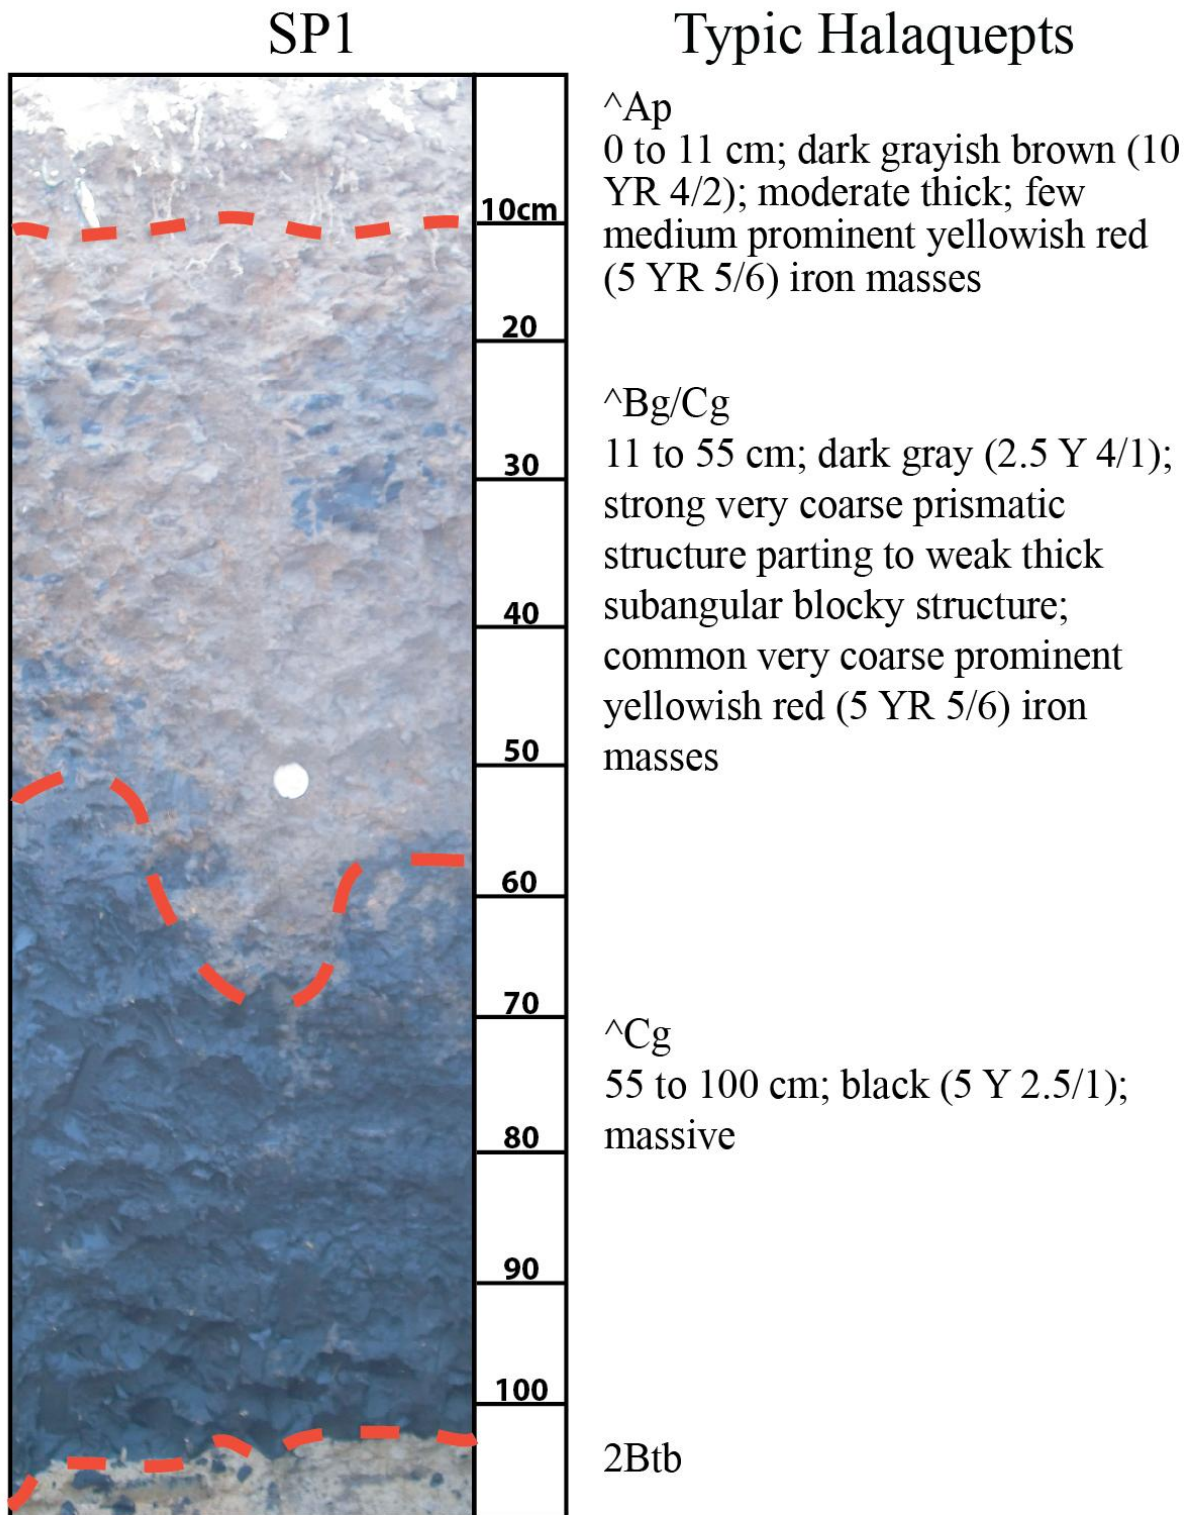 SP1
Typic Halaquepts
^Ap
0 to 11 cm; dark grayish brown (10
YR 4/2); moderate thick; few
medium prominent yellowish red
(5 YR 5/6) iron masses
^Bg/Cg
11 to 55 cm; dark gray (2.5 Y 4/1);
strong very coarse prismatic
structure parting to weak thick
subangular blocky structure;
common very coarse prominent
yellowish red (5 YR 5/6) iron
masses
^Cg
55 to 100 cm; black (5 Y 2.5/1);
massive
2Btb
10cm
20
30
40
50
60
70
80
90
100